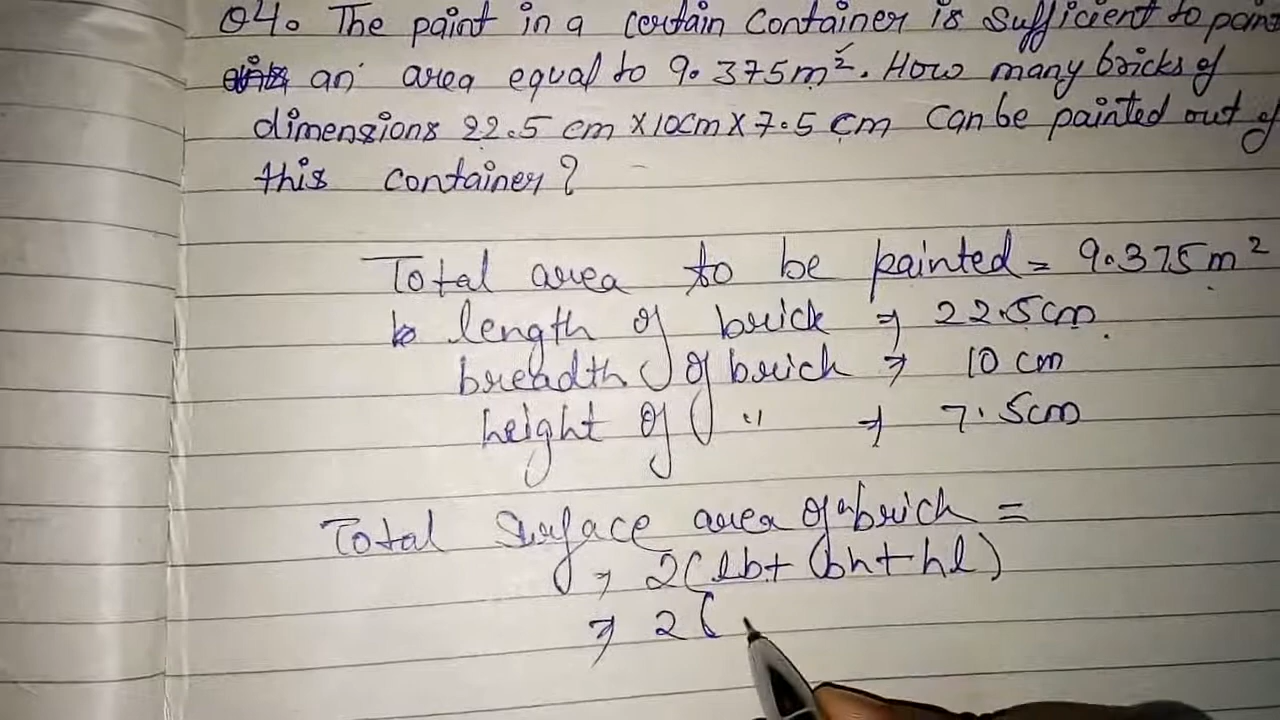 Q4. The paint in a certain container is sufficient to pain
an area equal to 9.375m². How many bricks of
dimensions 22.5 cm x 10cm x 7.5 cm can be painted out of
this container?
Total area to be painted = 9.375 m²
length of brick ⇒ 22.5cm
breadth of brick ⇒ 10 cm
height of " ⇒ 7.5cm
Total Surface area of a brick =
⇒ 2(lb + bh + hl)
⇒ 2(